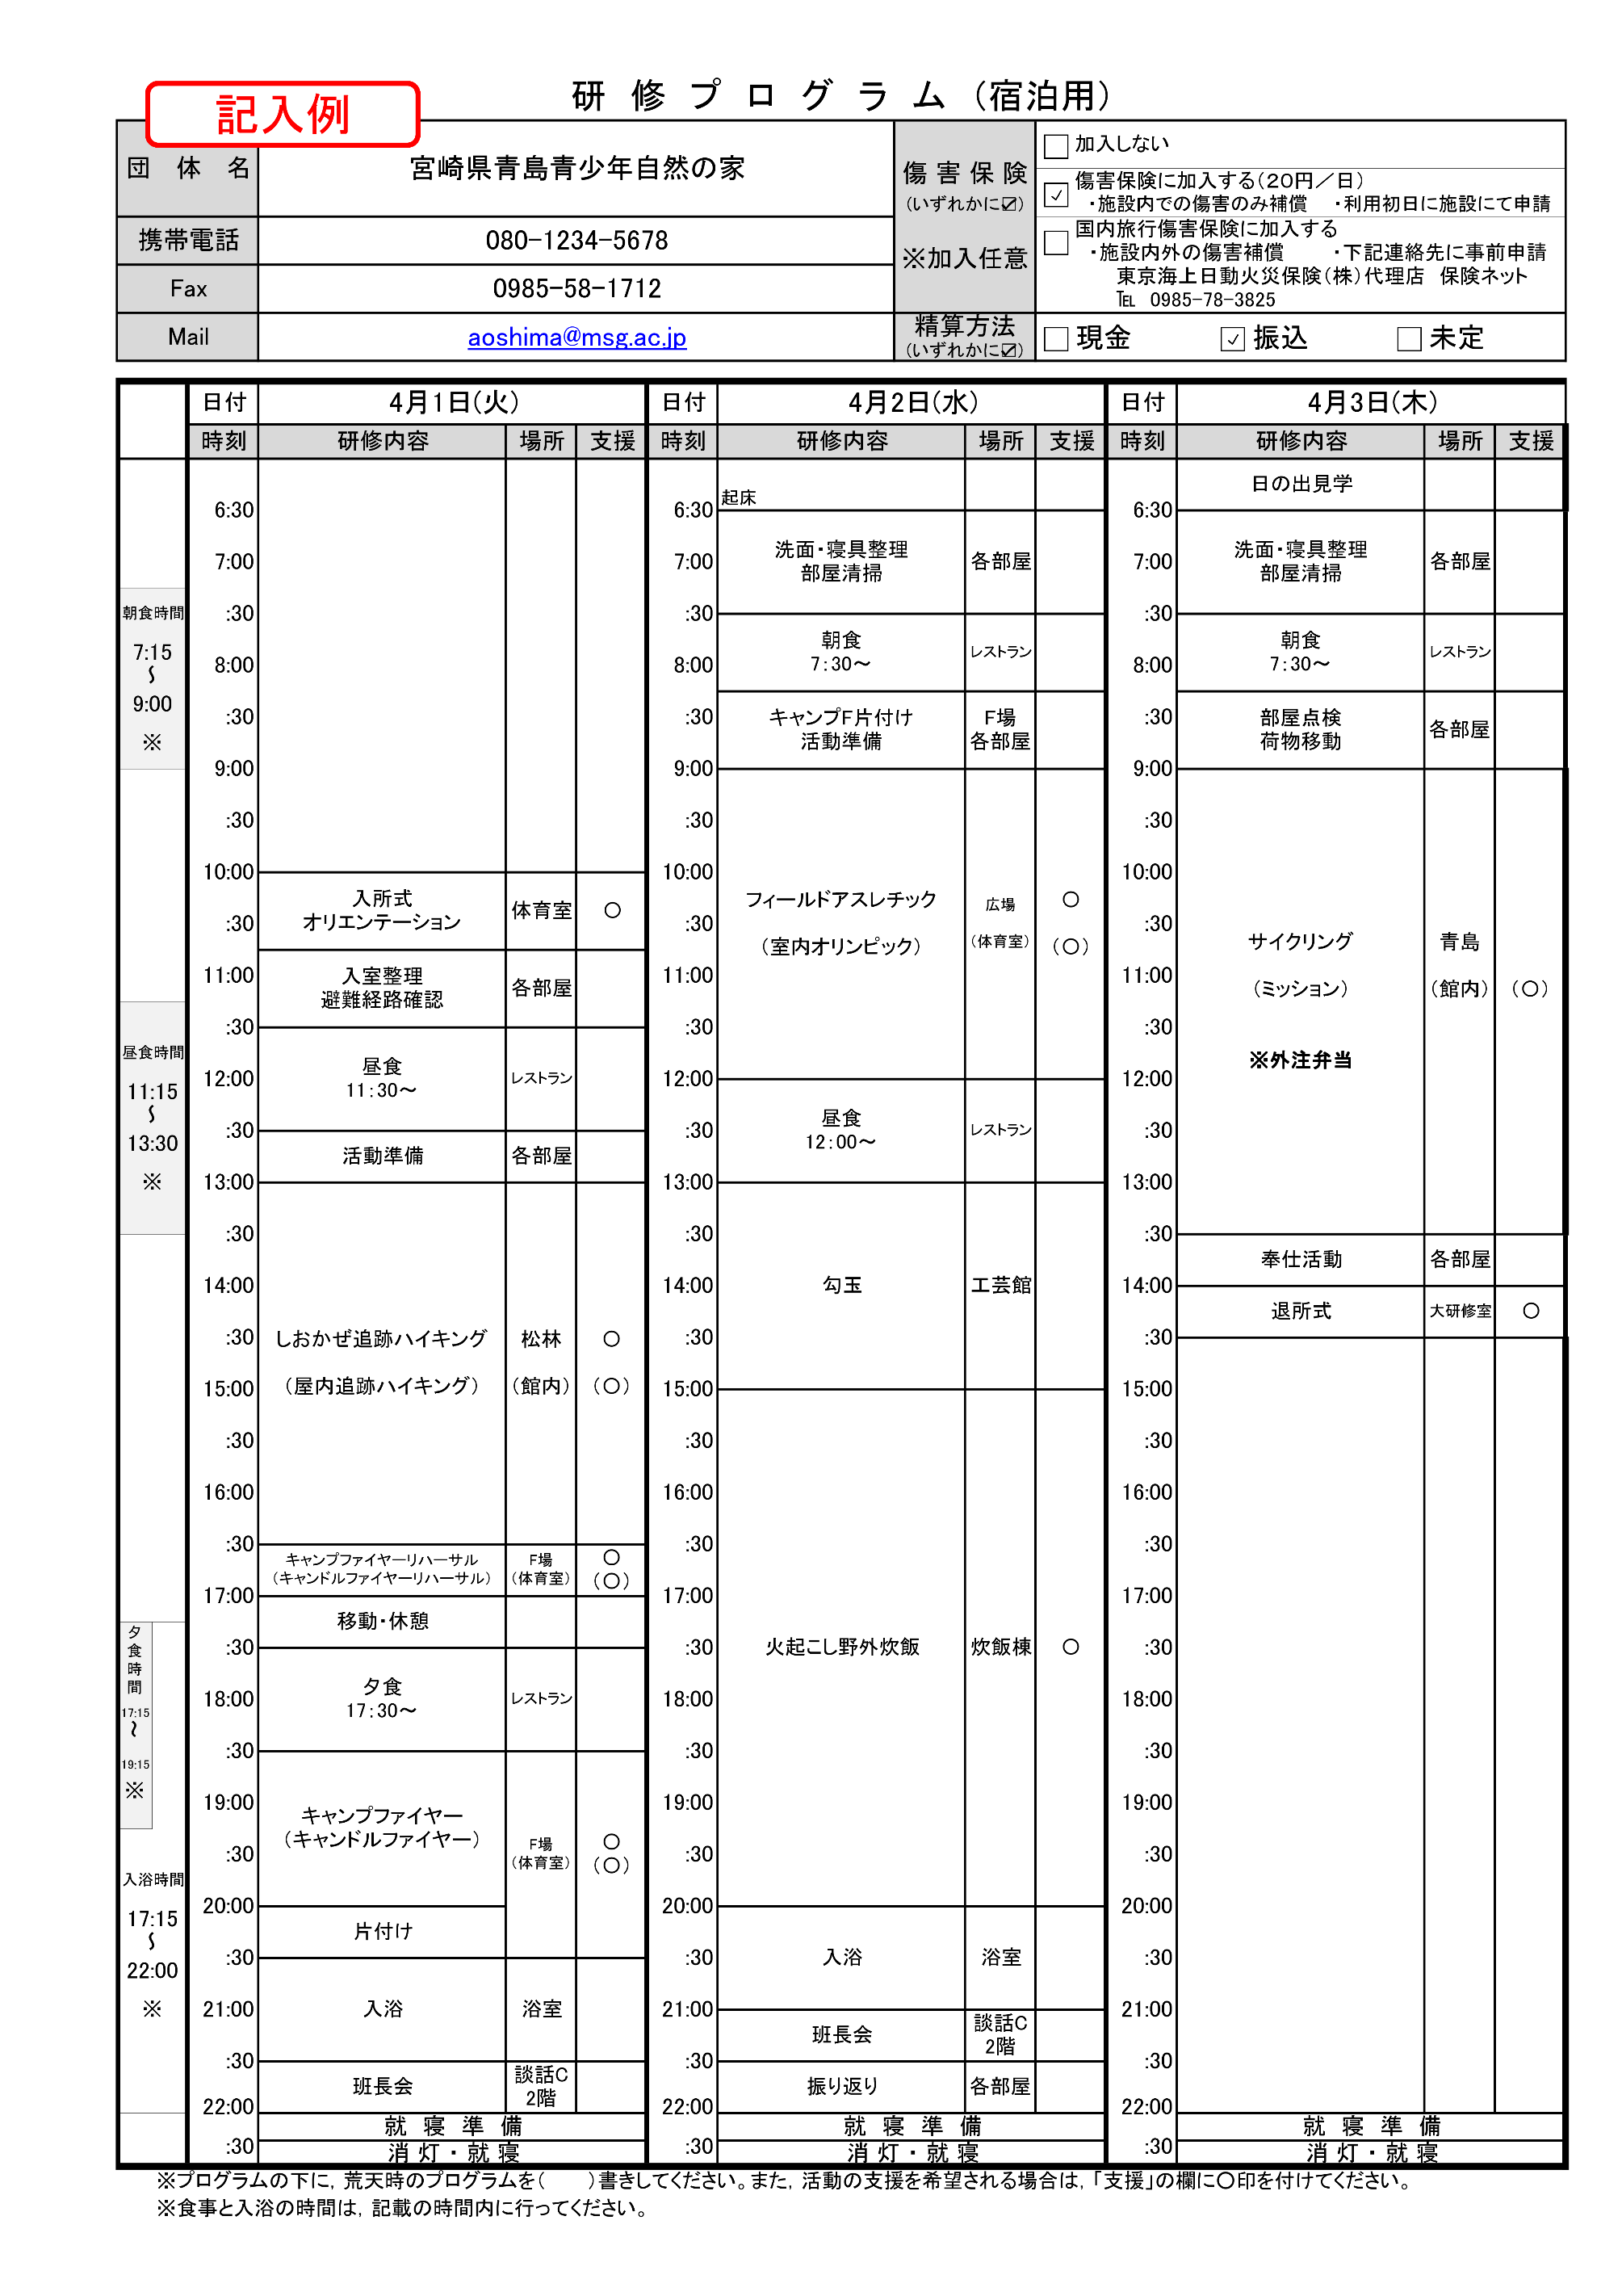 研修プログラム（宿泊用）
記入例
団体名
宮崎県青島青少年自然の家
携帯電話
080-1234-5678
Fax
0985-58-1712
Mail
aoshima@msg.ac.jp
傷害保険
（いずれかに☑）
※加入任意
□加入しない
☑傷害保険に加入する（20円／日）
・施設内での傷害のみ補償　・利用初日に施設にて申請
□国内旅行傷害保険に加入する
・施設内外の傷害補償　・下記連絡先に事前申請
東京海上日動火災保険（株）代理店　保険ネット
℡　0985-78-3825
精算方法
（いずれかに☑）
□現金　☑振込　□未定
朝食時間
7:15
～
9:00
※
昼食時間
11:15
～
13:30
※
夕食時間
17:15
～
19:15
※
入浴時間
17:15
～
22:00
※
日付　4月1日（火）
時刻　研修内容　場所　支援
6:30
7:00
:30
8:00
:30
9:00
:30
10:00
入所式
オリエンテーション　体育室　○
:30
11:00
入室整理
避難経路確認　各部屋
:30
昼食
11:30～　レストラン
12:00
:30
活動準備　各部屋
13:00
:30
14:00
:30
しおかぜ追跡ハイキング　松林　○
15:00
（屋内追跡ハイキング）　（館内）　（○）
:30
16:00
:30
キャンプファイヤーリハーサル　F場　○
（キャンドルファイヤーリハーサル）　（体育室）　（○）
17:00
移動・休憩
:30
夕食
17:30～　レストラン
18:00
:30
19:00
キャンプファイヤー
（キャンドルファイヤー）
F場　○
（体育室）　（○）
:30
20:00
片付け
:30
21:00
入浴　浴室
:30
班長会　談話C
2階
22:00
就寝準備
:30
消灯・就寝
日付　4月2日（水）
時刻　研修内容　場所　支援
起床
6:30
7:00
洗面・寝具整理
部屋清掃　各部屋
:30
朝食
7:30～　レストラン
8:00
:30
キャンプF片付け　F場
活動準備　各部屋
9:00
:30
10:00
フィールドアスレチック　広場　○
:30
（室内オリンピック）　（体育室）　（○）
11:00
:30
12:00
昼食
12:00～　レストラン
:30
13:00
:30
14:00
勾玉　工芸館
:30
15:00
:30
16:00
:30
17:00
:30
火起こし野外炊飯　炊飯棟　○
18:00
:30
19:00
:30
20:00
:30
入浴　浴室
21:00
班長会　談話C
2階
:30
振り返り　各部屋
22:00
就寝準備
:30
消灯・就寝
日付　4月3日（木）
時刻　研修内容　場所　支援
日の出見学
6:30
7:00
洗面・寝具整理
部屋清掃　各部屋
:30
朝食
7:30～　レストラン
8:00
:30
部屋点検
荷物移動　各部屋
9:00
:30
10:00
:30
サイクリング　青島
11:00
（ミッション）　（館内）　（○）
:30
※外注弁当
12:00
:30
13:00
:30
奉仕活動　各部屋
14:00
退所式　大研修室　○
:30
15:00
:30
16:00
:30
17:00
:30
18:00
:30
19:00
:30
20:00
:30
21:00
:30
22:00
就寝準備
:30
消灯・就寝
※プログラムの下に，荒天時のプログラムを（　　）書きしてください。また，活動の支援を希望される場合は，「支援」の欄に○印を付けてください。
※食事と入浴の時間は，記載の時間内に行ってください。